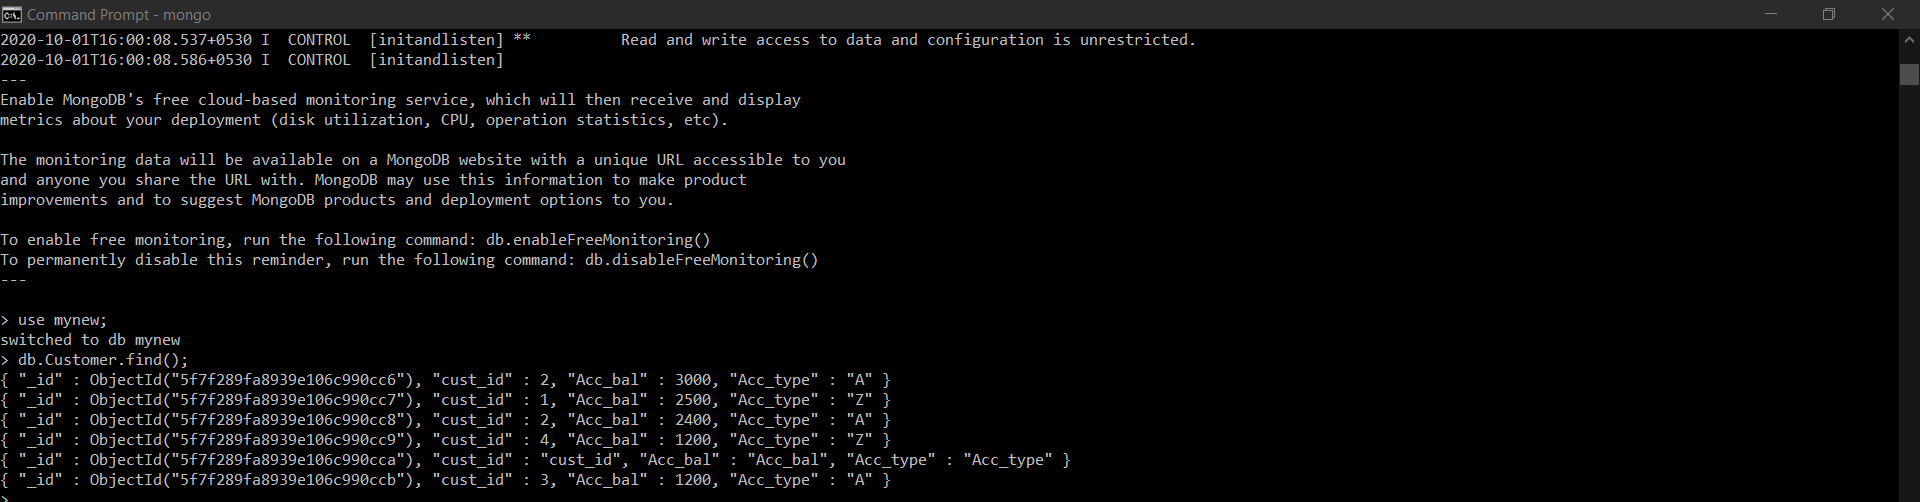 Command Prompt - mongo
2020-10-01T16:00:08.537+0530 I  CONTROL  [initandlisten] **          Read and write access to data and configuration is unrestricted.
2020-10-01T16:00:08.586+0530 I  CONTROL  [initandlisten]
---
Enable MongoDB's free cloud-based monitoring service, which will then receive and display
metrics about your deployment (disk utilization, CPU, operation statistics, etc).
The monitoring data will be available on a MongoDB website with a unique URL accessible to you
and anyone you share the URL with. MongoDB may use this information to make product
improvements and to suggest MongoDB products and deployment options to you.
To enable free monitoring, run the following command: db.enableFreeMonitoring()
To permanently disable this reminder, run the following command: db.disableFreeMonitoring()
---
> use mynew;
switched to db mynew
> db.Customer.find();
{ "_id" : ObjectId("5f7f289fa8939e106c990cc6"), "cust_id" : 2, "Acc_bal" : 3000, "Acc_type" : "A" }
{ "_id" : ObjectId("5f7f289fa8939e106c990cc7"), "cust_id" : 1, "Acc_bal" : 2500, "Acc_type" : "Z" }
{ "_id" : ObjectId("5f7f289fa8939e106c990cc8"), "cust_id" : 2, "Acc_bal" : 2400, "Acc_type" : "A" }
{ "_id" : ObjectId("5f7f289fa8939e106c990cc9"), "cust_id" : 4, "Acc_bal" : 1200, "Acc_type" : "Z" }
{ "_id" : ObjectId("5f7f289fa8939e106c990cca"), "cust_id" : "cust_id", "Acc_bal" : "Acc_bal", "Acc_type" : "Acc_type" }
{ "_id" : ObjectId("5f7f289fa8939e106c990ccb"), "cust_id" : 3, "Acc_bal" : 1200, "Acc_type" : "A" }
>